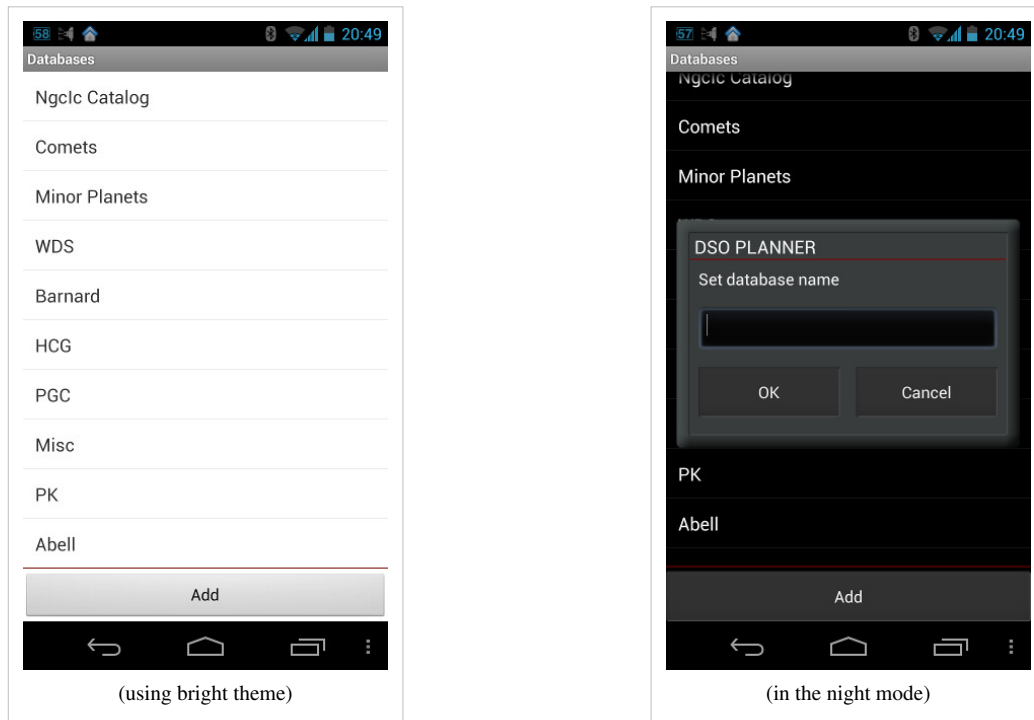 58
20:49
Databases
NgcIc Catalog
Comets
Minor Planets
WDS
Barnard
HCG
PGC
Misc
PK
Abell
Add
(using bright theme)
57
20:49
Databases
NgcIc Catalog
Comets
Minor Planets
DSO PLANNER
Set database name
OK
Cancel
PK
Abell
Add
(in the night mode)